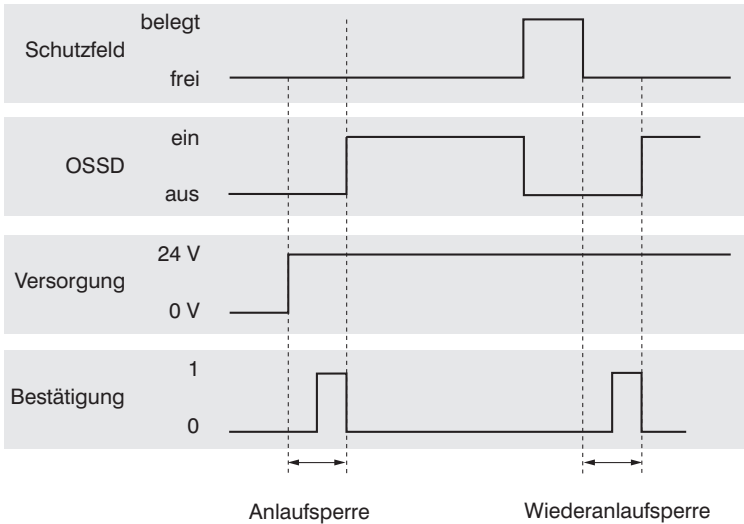 belegt
Schutzfeld
frei
ein
OSSD
aus
24 V
Versorgung
0 V
1
Bestätigung
0
Anlaufsperre
Wiederanlaufsperre